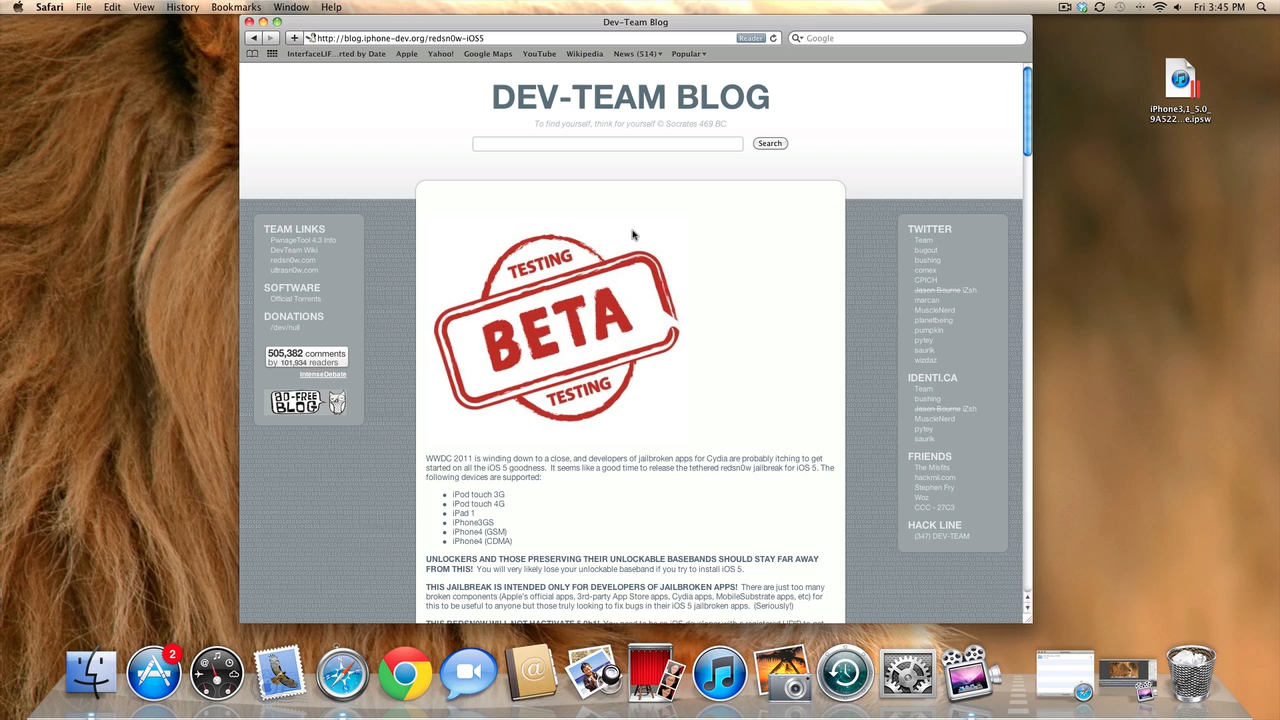 Safari File Edit View History Bookmarks Window Help
Fri 3:45 PM
Dev-Team Blog
http://blog.iphone-dev.org/redsn0w-iOS5
Reader
Google
InterfaceLIF...rted by Date Apple Yahoo! Google Maps YouTube Wikipedia News (514) Popular
iPhone3,1_5.0_
9A522...e.ipsw
DEV-TEAM BLOG
To find yourself, think for yourself © Socrates 469 BC
Search
TEAM LINKS
PwnageTool 4.3 Info
DevTeam Wiki
redsn0w.com
ultrasn0w.com
SOFTWARE
Official Torrents
DONATIONS
/dev/null
505,382 comments
by 101,934 readers
IntenseDebate
AD-FREE
BLOG
TESTING
BETA
TESTING
WWDC 2011 is winding down to a close, and developers of jailbroken apps for Cydia are probably itching to get
started on all the iOS 5 goodness. It seems like a good time to release the tethered redsn0w jailbreak for iOS 5. The
following devices are supported:
iPod touch 3G
iPod touch 4G
iPad 1
iPhone3GS
iPhone4 (GSM)
iPhone4 (CDMA)
UNLOCKERS AND THOSE PRESERVING THEIR UNLOCKABLE BASEBANDS SHOULD STAY FAR AWAY
FROM THIS! You will very likely lose your unlockable baseband if you try to install iOS 5.
THIS JAILBREAK IS INTENDED ONLY FOR DEVELOPERS OF JAILBROKEN APPS! There are just too many
broken components (Apple's official apps, 3rd-party App Store apps, Cydia apps, MobileSubstrate apps, etc) for
this to be useful to anyone but those truly looking to fix bugs in their iOS 5 jailbroken apps. (Seriously!)
TWITTER
Team
bugout
bushing
comex
CPICH
Jason Bourne iZsh
marcan
MuscleNerd
planetbeing
pumpkin
pytey
saurik
wizdaz
IDENTI.CA
Team
bushing
Jason Bourne iZsh
MuscleNerd
pytey
saurik
FRIENDS
The Misfits
hackmii.com
Stephen Fry
Woz
CCC - 27C3
HACK LINE
(347) DEV-TEAM
2